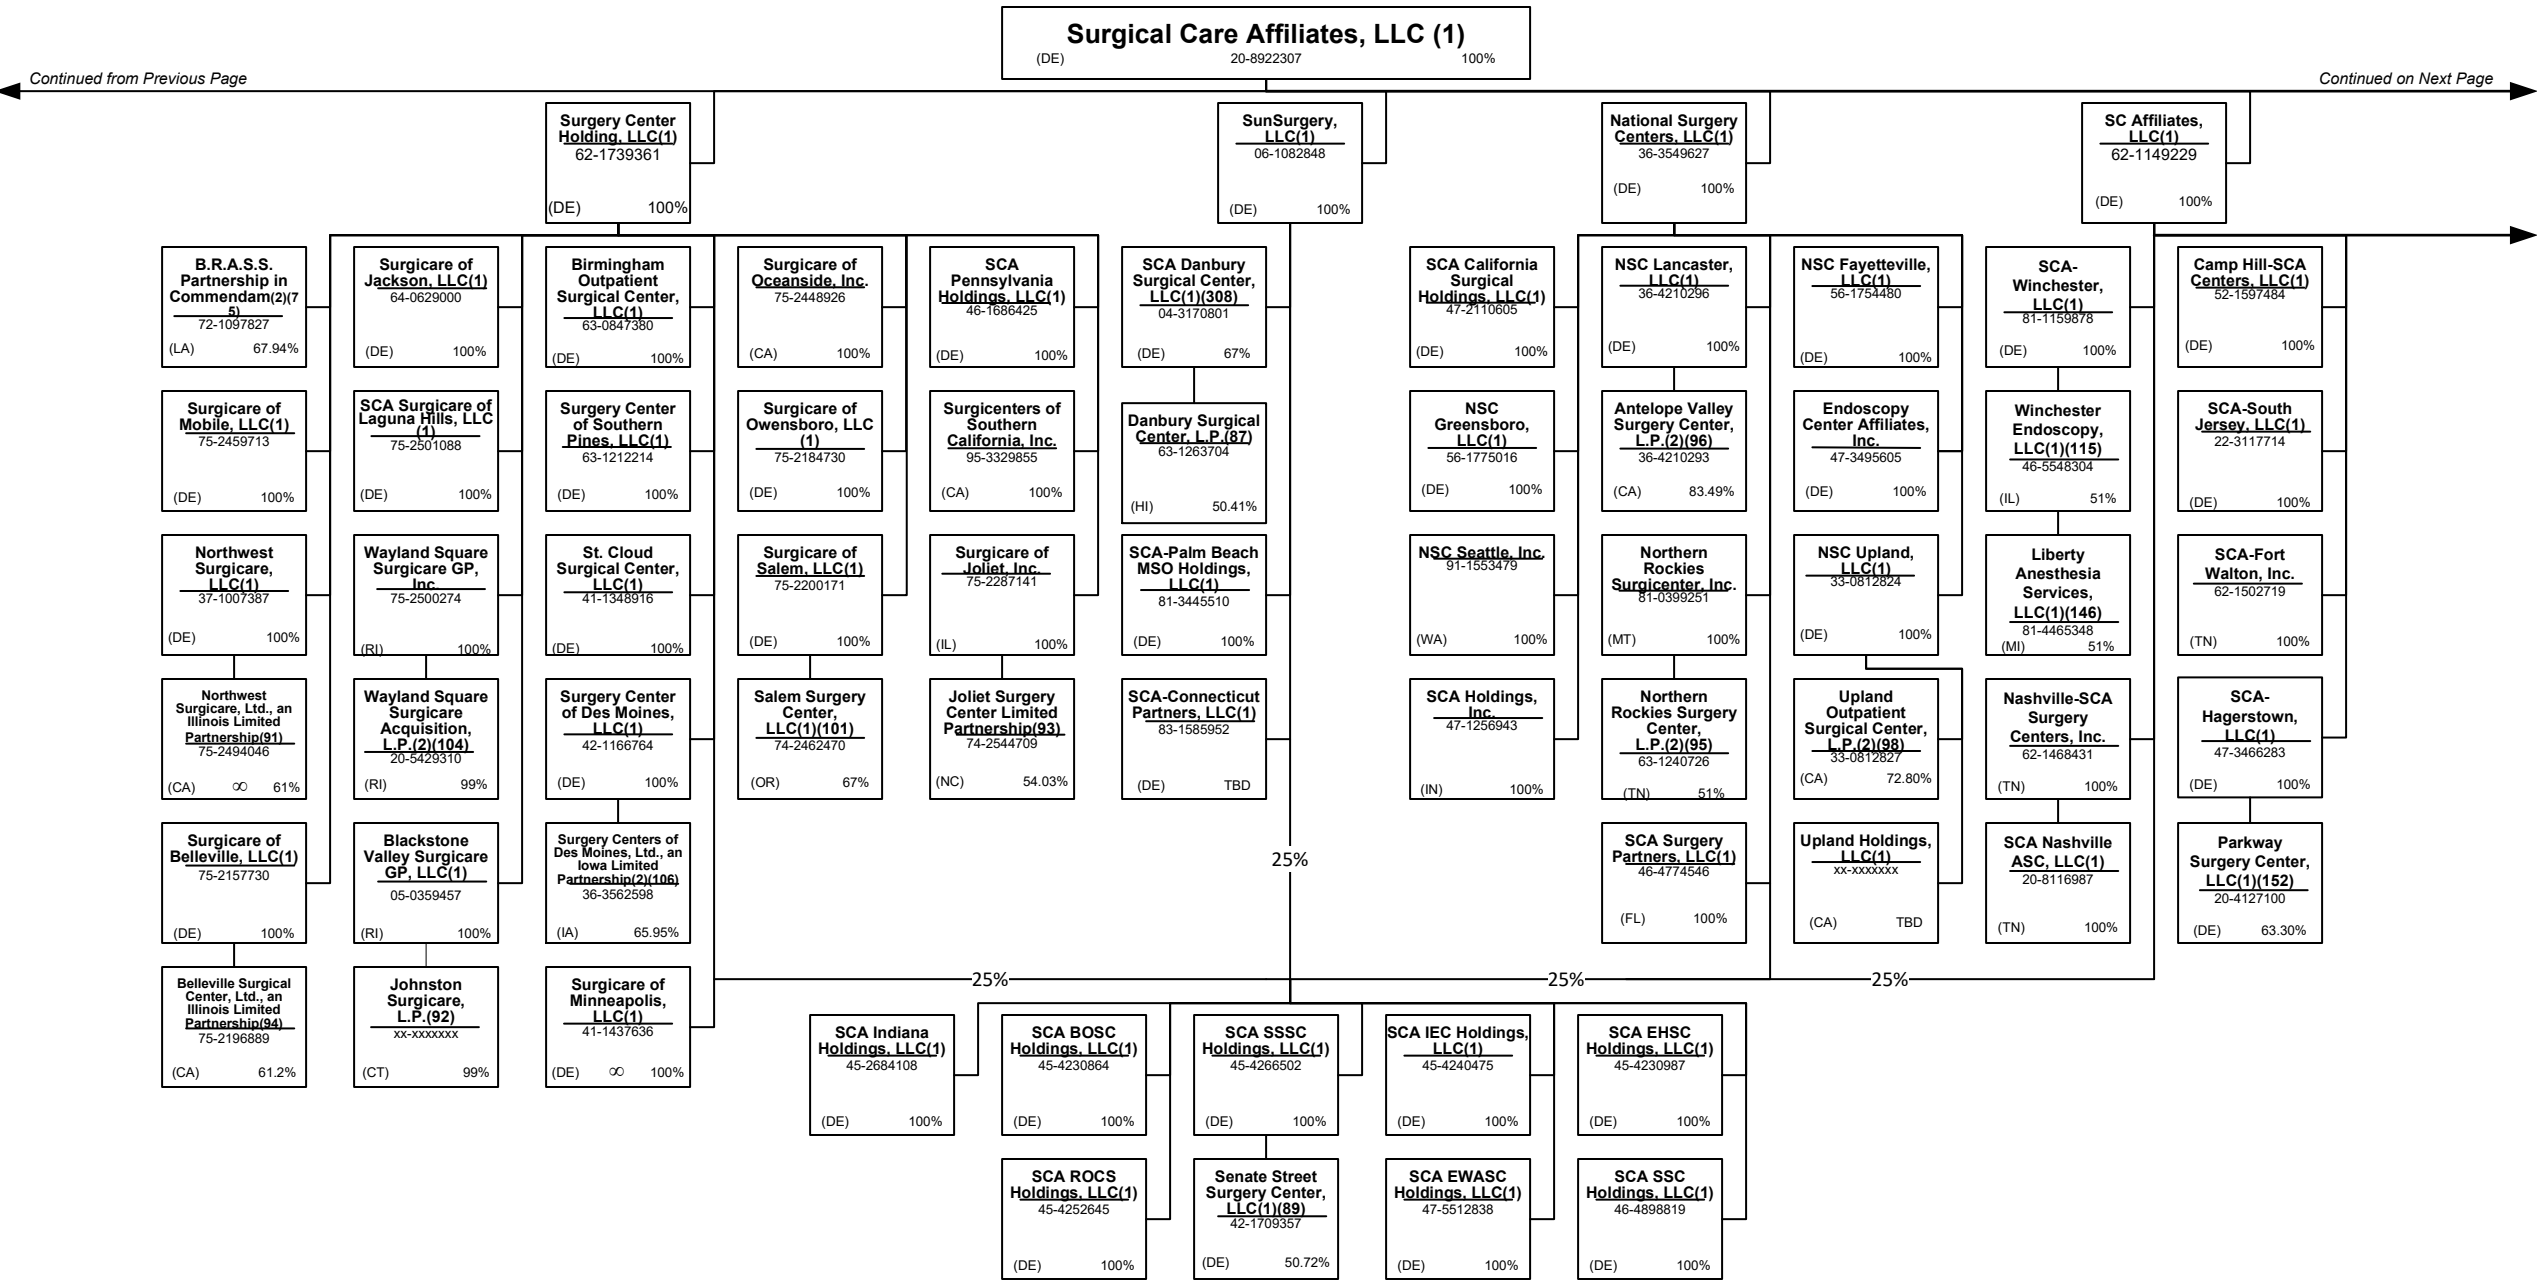 Surgical Care Affiliates, LLC (1)
(DE) 20-8922307 100%
Continued from Previous Page
Continued on Next Page
Surgery Center
Holding, LLC(1)
62-1739361
(DE) 100%
SunSurgery,
LLC(1)
06-1082848
(DE) 100%
National Surgery
Centers, LLC(1)
36-3549627
(DE) 100%
SC Affiliates,
LLC(1)
62-1149229
(DE) 100%
B.R.A.S.S.
Partnership in
Commendam(2)(7
5)
72-1097827
(LA) 67.94%
Surgicare of
Jackson, LLC(1)
64-0629000
(DE) 100%
Birmingham
Outpatient
Surgical Center,
LLC(1)
63-0847380
(DE) 100%
Surgicare of
Oceanside, Inc.
75-2448926
(CA) 100%
SCA
Pennsylvania
Holdings, LLC(1)
46-1686425
(DE) 100%
SCA Danbury
Surgical Center,
LLC(1)(308)
04-3170801
(DE) 67%
SCA California
Surgical
Holdings, LLC(1)
47-2110605
(DE) 100%
NSC Lancaster,
LLC(1)
36-4210296
(DE) 100%
NSC Fayetteville,
LLC(1)
56-1754480
(DE) 100%
SCA-
Winchester,
LLC(1)
81-1159878
(DE) 100%
Camp Hill-SCA
Centers, LLC(1)
52-1597484
(DE) 100%
Surgicare of
Mobile, LLC(1)
75-2459713
(DE) 100%
SCA Surgicare of
Laguna Hills, LLC
(1)
75-2501088
(DE) 100%
Surgery Center
of Southern
Pines, LLC(1)
63-1212214
(DE) 100%
Surgicare of
Owensboro, LLC
(1)
75-2184730
(DE) 100%
Surgicenters of
Southern
California, Inc.
95-3329855
(CA) 100%
Danbury Surgical
Center, L.P.(87)
63-1263704
(HI) 50.41%
NSC
Greensboro,
LLC(1)
56-1775016
(DE) 100%
Antelope Valley
Surgery Center,
L.P.(2)(96)
36-4210293
(CA) 83.49%
Endoscopy
Center Affiliates,
Inc.
47-3495605
(DE) 100%
Winchester
Endoscopy,
LLC(1)(115)
46-5548304
(IL) 51%
SCA-South
Jersey, LLC(1)
22-3117714
(DE) 100%
Northwest
Surgicare,
LLC(1)
37-1007387
(DE) 100%
Wayland Square
Surgicare GP,
Inc.
75-2500274
(RI) 100%
St. Cloud
Surgical Center,
LLC(1)
41-1348916
(DE) 100%
Surgicare of
Salem, LLC(1)
75-2200171
(DE) 100%
Surgicare of
Joliet, Inc.
75-2287141
(IL) 100%
SCA-Palm Beach
MSO Holdings,
LLC(1)
81-3445510
(DE) 100%
NSC Seattle, Inc.
91-1553479
(WA) 100%
Northern
Rockies
Surgicenter, Inc.
81-0399251
(MT) 100%
NSC Upland,
LLC(1)
33-0812824
(DE) 100%
Liberty
Anesthesia
Services,
LLC(1)(146)
81-4465348
(MI) 51%
SCA-Fort
Walton, Inc.
62-1502719
(TN) 100%
Northwest
Surgicare, Ltd., an
Illinois Limited
Partnership(91)
75-2494046
(CA) ∞ 61%
Wayland Square
Surgicare
Acquisition,
L.P.(2)(104)
20-5429310
(RI) 99%
Surgery Center
of Des Moines,
LLC(1)
42-1166764
(DE) 100%
Salem Surgery
Center,
LLC(1)(101)
74-2462470
(OR) 67%
Joliet Surgery
Center Limited
Partnership(93)
74-2544709
(NC) 54.03%
SCA-Connecticut
Partners, LLC(1)
83-1585952
(DE) TBD
SCA Holdings,
Inc.
47-1256943
(IN) 100%
Northern
Rockies Surgery
Center,
L.P.(2)(95)
63-1240726
(TN) 51%
Upland
Outpatient
Surgical Center,
L.P.(2)(98)
33-0812827
(CA) 72.80%
Nashville-SCA
Surgery
Centers, Inc.
62-1468431
(TN) 100%
SCA-
Hagerstown,
LLC(1)
47-3466283
(DE) 100%
Surgicare of
Belleville, LLC(1)
75-2157730
(DE) 100%
Blackstone
Valley Surgicare
GP, LLC(1)
05-0359457
(RI) 100%
Surgery Centers of
Des Moines, Ltd., an
Iowa Limited
Partnership(2)(106)
36-3562598
(IA) 65.95%
25%
SCA Surgery
Partners, LLC(1)
46-4774546
(FL) 100%
Upland Holdings,
LLC(1)
xx-xxxxxxx
(CA) TBD
SCA Nashville
ASC, LLC(1)
20-8116987
(TN) 100%
Parkway
Surgery Center,
LLC(1)(152)
20-4127100
(DE) 63.30%
Belleville Surgical
Center, Ltd., an
Illinois Limited
Partnership(94)
75-2196889
(CA) 61.2%
Johnston
Surgicare,
L.P.(92)
xx-xxxxxxx
(CT) 99%
Surgicare of
Minneapolis,
LLC(1)
41-1437636
(DE) ∞ 100%
25% 25% 25%
SCA Indiana
Holdings, LLC(1)
45-2684108
(DE) 100%
SCA BOSC
Holdings, LLC(1)
45-4230864
(DE) 100%
SCA SSSC
Holdings, LLC(1)
45-4266502
(DE) 100%
SCA IEC Holdings,
LLC(1)
45-4240475
(DE) 100%
SCA EHSC
Holdings, LLC(1)
45-4230987
(DE) 100%
SCA ROCS
Holdings, LLC(1)
45-4252645
(DE) 100%
Senate Street
Surgery Center,
LLC(1)(89)
42-1709357
(DE) 50.72%
SCA EWASC
Holdings, LLC(1)
47-5512838
(DE) 100%
SCA SSC
Holdings, LLC(1)
46-4898819
(DE) 100%